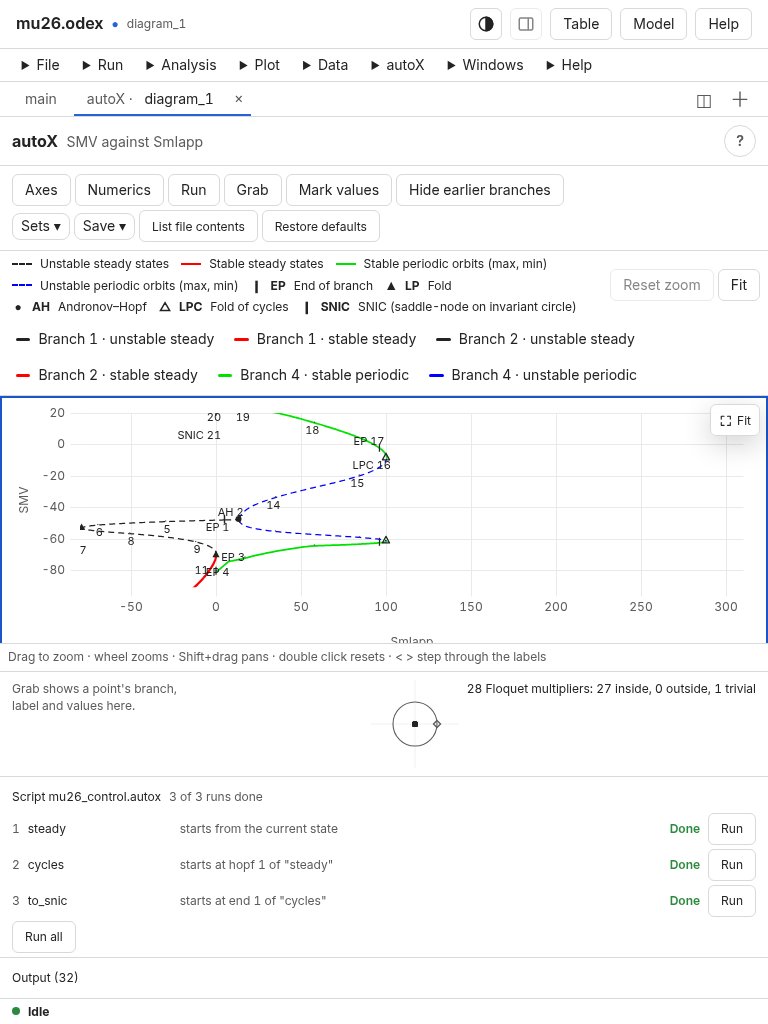 mu26.odex ● diagram_1 Table Model Help
▶ File ▶ Run ▶ Analysis ▶ Plot ▶ Data ▶ autoX ▶ Windows ▶ Help
main autoX · diagram_1 ×
autoX SMV against Smlapp ?
Axes Numerics Run Grab Mark values Hide earlier branches
Sets ▾ Save ▾ List file contents Restore defaults
Unstable steady states Stable steady states Stable periodic orbits (max, min)
Unstable periodic orbits (max, min) EP End of branch ▲ LP Fold
● AH Andronov–Hopf △ LPC Fold of cycles SNIC SNIC (saddle-node on invariant circle)
Reset zoom Fit
Branch 1 · unstable steady Branch 1 · stable steady Branch 2 · unstable steady
Branch 2 · stable steady Branch 4 · stable periodic Branch 4 · unstable periodic
Fit
20
0
-20
-40
-60
-80
SMV
20 19
18
SNIC 21
EP 17
LPC 16
15
14
AH 2
EP 1
6
5
8
7
9
EP 3
11
EP 4
-50 0 50 100 150 200 250 300
Smlapp
Drag to zoom · wheel zooms · Shift+drag pans · double click resets · < > step through the labels
Grab shows a point's branch,
label and values here.
28 Floquet multipliers: 27 inside, 0 outside, 1 trivial
Script mu26_control.autox 3 of 3 runs done
1 steady starts from the current state Done Run
2 cycles starts at hopf 1 of "steady" Done Run
3 to_snic starts at end 1 of "cycles" Done Run
Run all
Output (32)
Idle